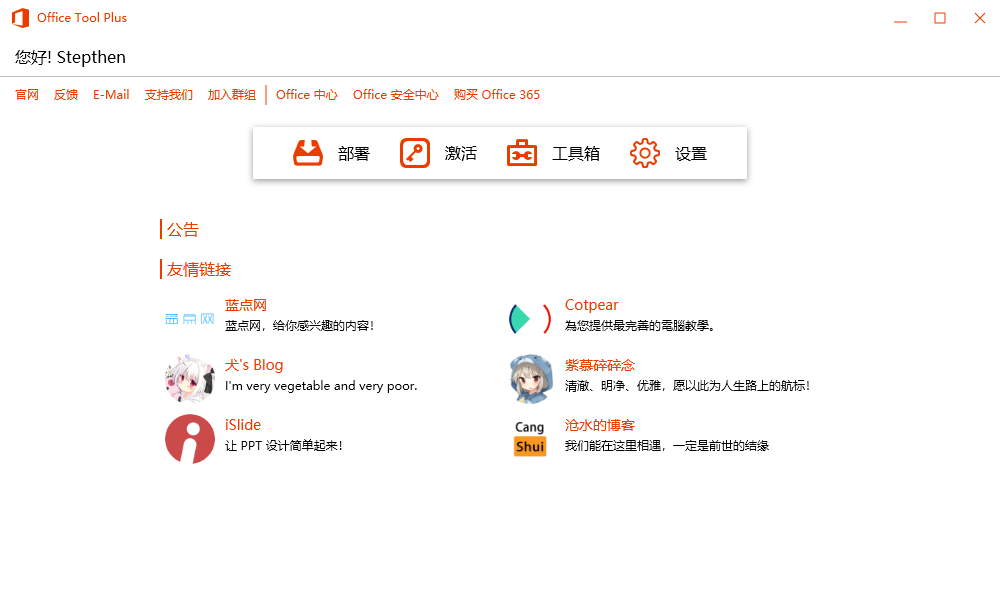 Office Tool Plus
您好! Stepthen
官网 反馈 E-Mail 支持我们 加入群组 Office 中心 Office 安全中心 购买 Office 365
部署 激活 工具箱 设置
公告
友情链接
蓝点网
蓝点网，给你感兴趣的内容！
Cotpear
為您提供最完善的電腦教學。
犬's Blog
I'm very vegetable and very poor.
紫慕碎碎念
清澈、明净、优雅，愿以此为人生路上的航标！
iSlide
让 PPT 设计简单起来！
Cang
Shui
沧水的博客
我们能在这里相遇，一定是前世的结缘